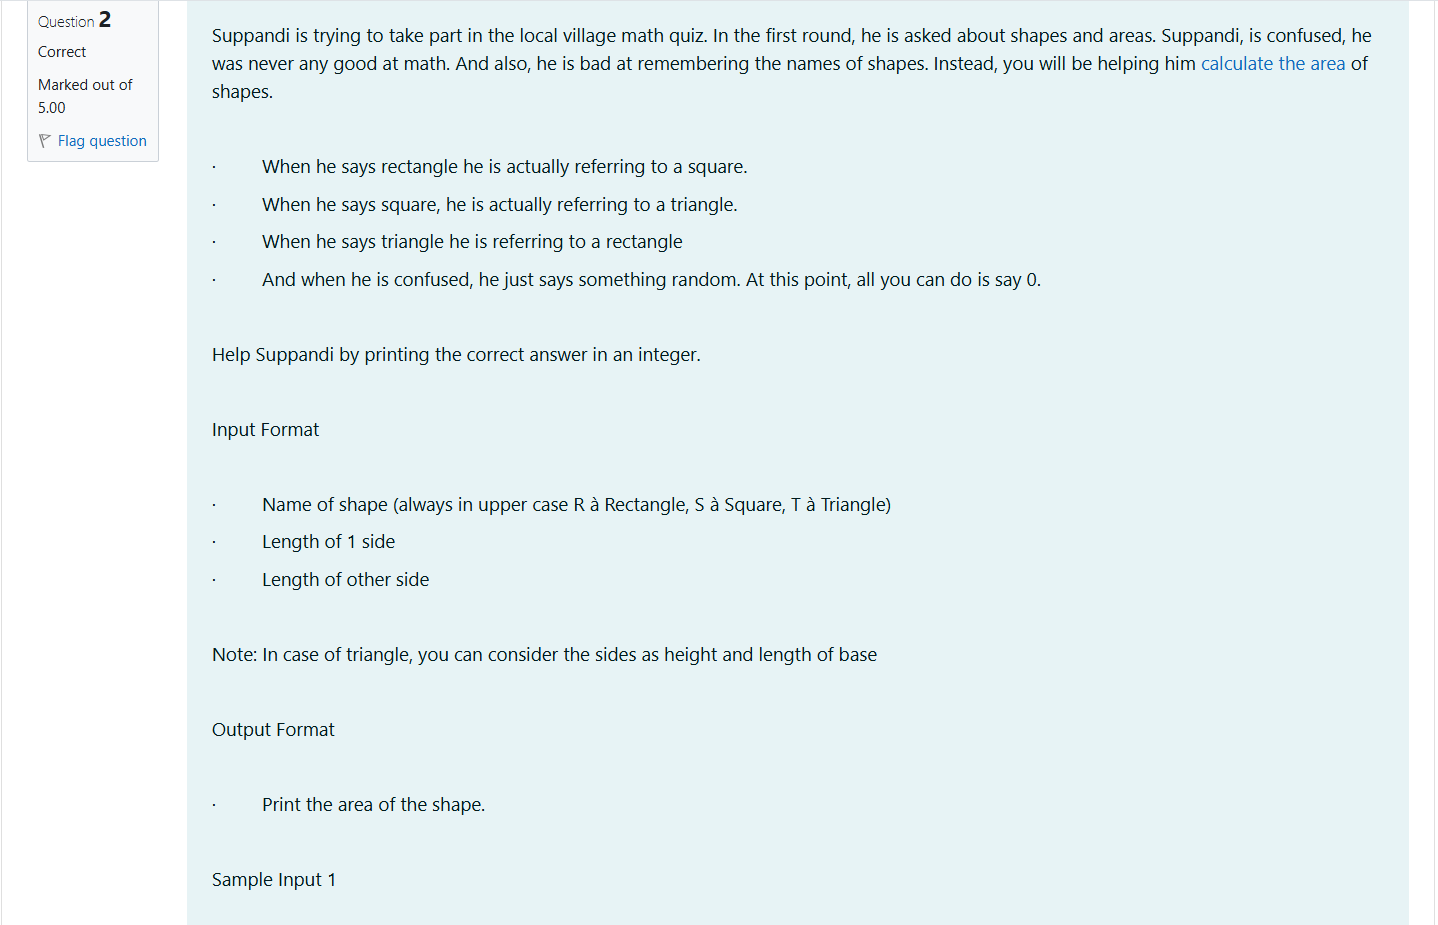 Question 2
Correct
Marked out of
5.00
Flag question
Suppandi is trying to take part in the local village math quiz. In the first round, he is asked about shapes and areas. Suppandi, is confused, he
was never any good at math. And also, he is bad at remembering the names of shapes. Instead, you will be helping him calculate the area of
shapes.
· When he says rectangle he is actually referring to a square.
· When he says square, he is actually referring to a triangle.
· When he says triangle he is referring to a rectangle
· And when he is confused, he just says something random. At this point, all you can do is say 0.
Help Suppandi by printing the correct answer in an integer.
Input Format
· Name of shape (always in upper case R à Rectangle, S à Square, T à Triangle)
· Length of 1 side
· Length of other side
Note: In case of triangle, you can consider the sides as height and length of base
Output Format
· Print the area of the shape.
Sample Input 1